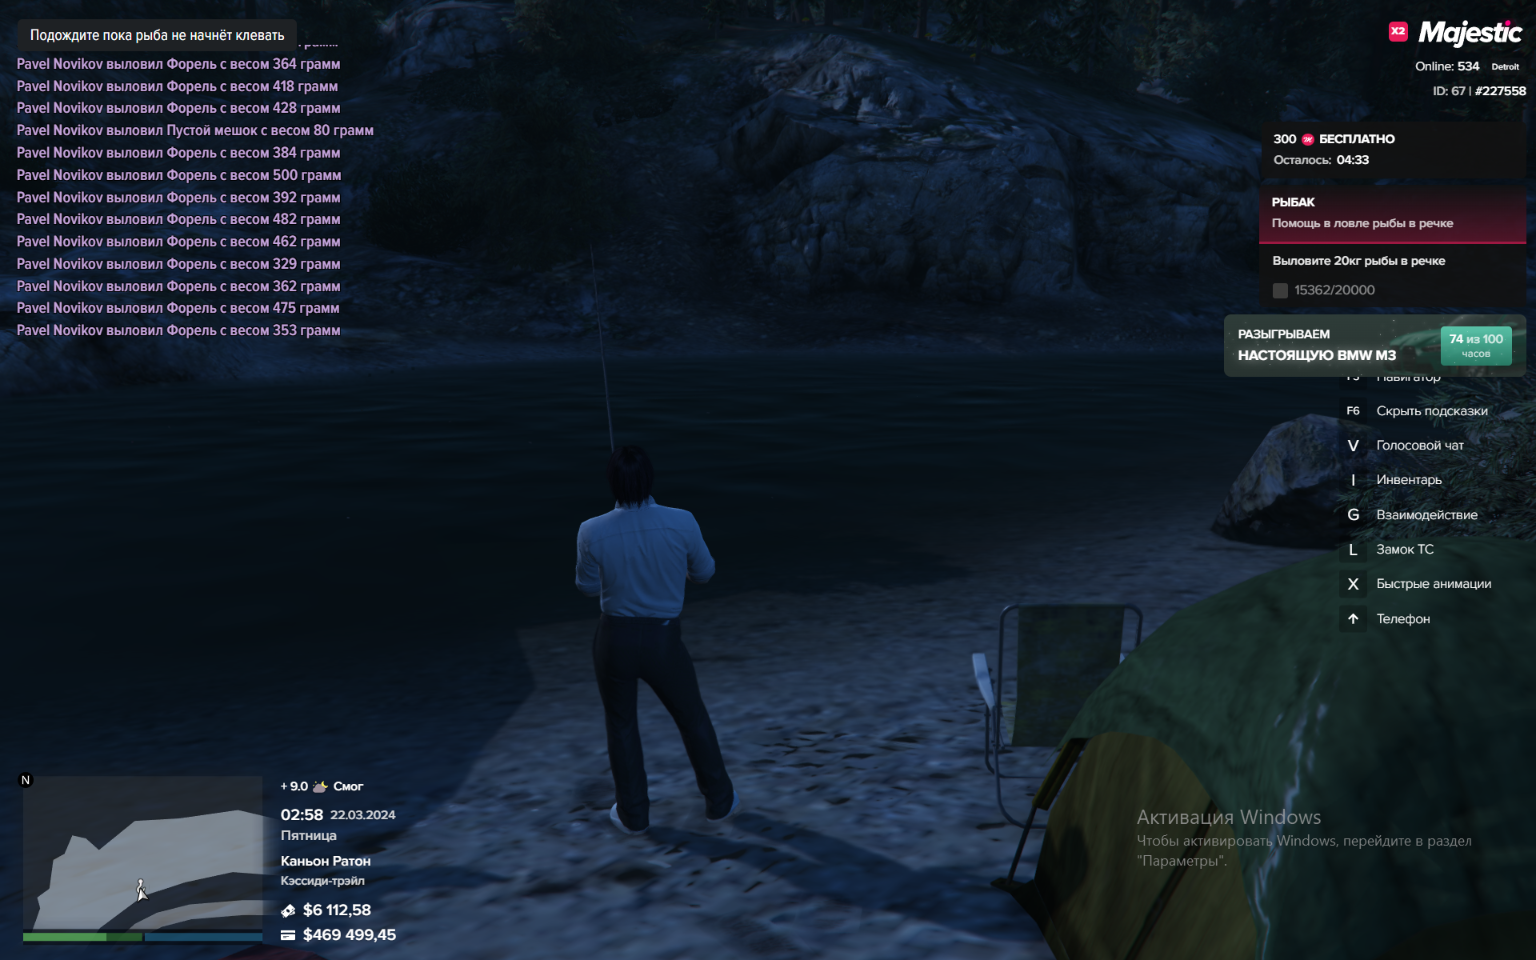 Подождите пока рыба не начнёт клевать
Pavel Novikov выловил Форель с весом 364 грамм
Pavel Novikov выловил Форель с весом 418 грамм
Pavel Novikov выловил Форель с весом 428 грамм
Pavel Novikov выловил Пустой мешок с весом 80 грамм
Pavel Novikov выловил Форель с весом 384 грамм
Pavel Novikov выловил Форель с весом 500 грамм
Pavel Novikov выловил Форель с весом 392 грамм
Pavel Novikov выловил Форель с весом 482 грамм
Pavel Novikov выловил Форель с весом 462 грамм
Pavel Novikov выловил Форель с весом 329 грамм
Pavel Novikov выловил Форель с весом 362 грамм
Pavel Novikov выловил Форель с весом 475 грамм
Pavel Novikov выловил Форель с весом 353 грамм
X2 Majestic
Online: 534 Detroit
ID: 67 | #227558
300 БЕСПЛАТНО
Осталось: 04:33
РЫБАК
Помощь в ловле рыбы в речке
Выловите 20кг рыбы в речке
15362/20000
РАЗЫГРЫВАЕМ
НАСТОЯЩУЮ BMW M3
74 из 100
часов
Навигатор
F6 Скрыть подсказки
V Голосовой чат
I Инвентарь
G Взаимодействие
L Замок ТС
X Быстрые анимации
↑ Телефон
N
+ 9.0 Смог
02:58 22.03.2024
Пятница
Каньон Ратон
Кэссиди-трэйл
$6 112,58
$469 499,45
Активация Windows
Чтобы активировать Windows, перейдите в раздел
"Параметры".